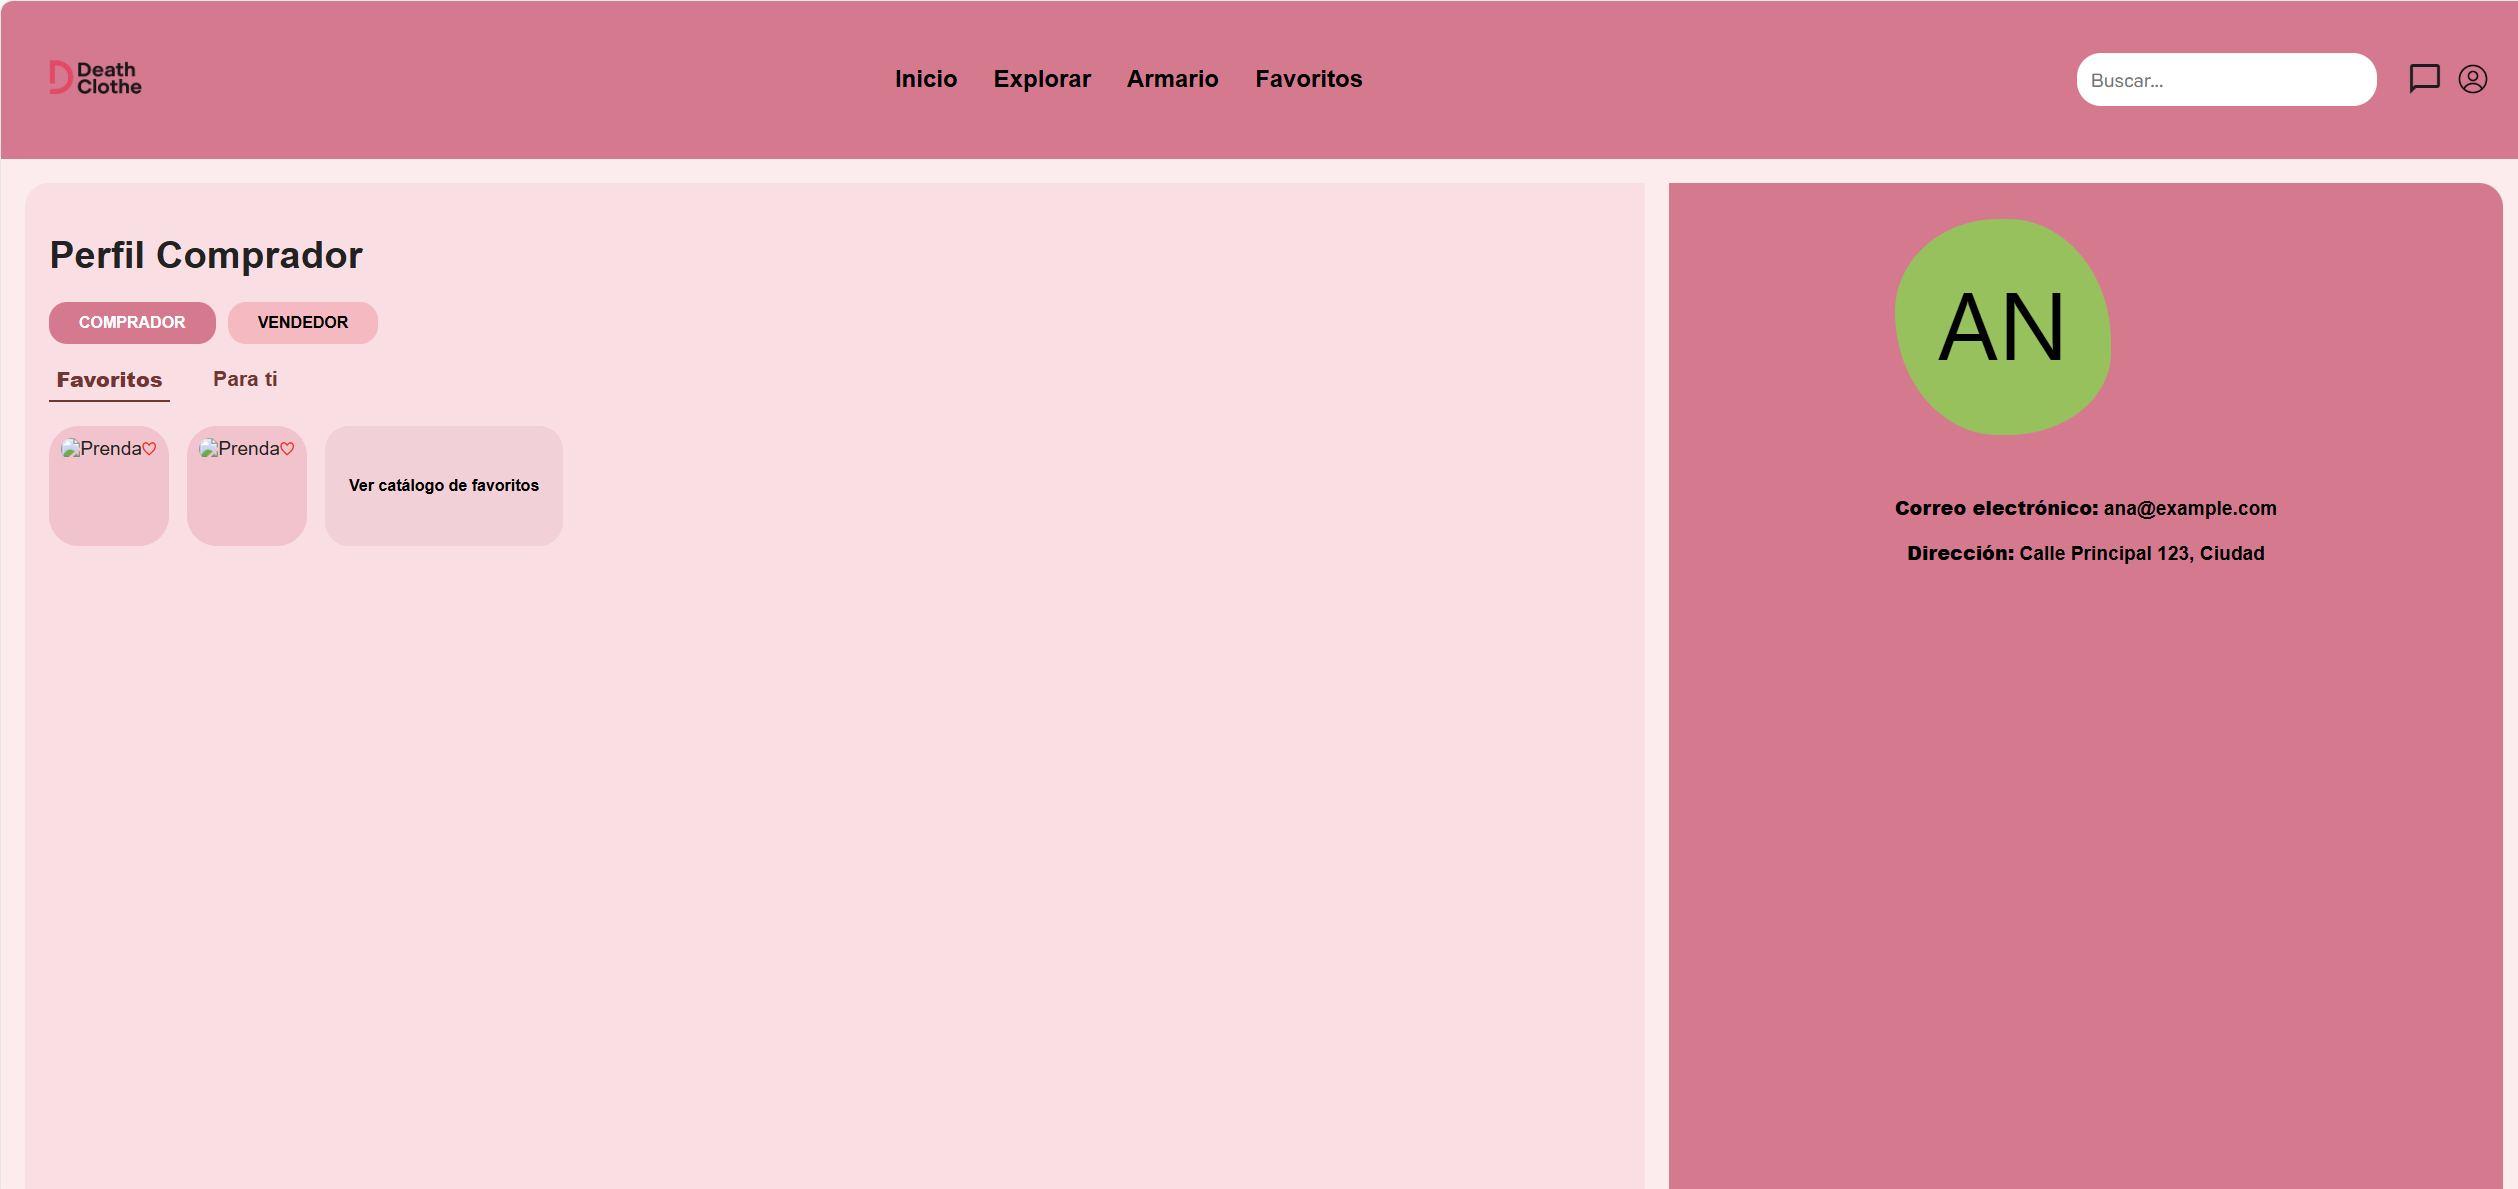 Death
Clothe
Inicio Explorar Armario Favoritos
Buscar...
Perfil Comprador
COMPRADOR VENDEDOR
Favoritos Para ti
Prenda Prenda
Ver catálogo de favoritos
AN
Correo electrónico: ana@example.com
Dirección: Calle Principal 123, Ciudad